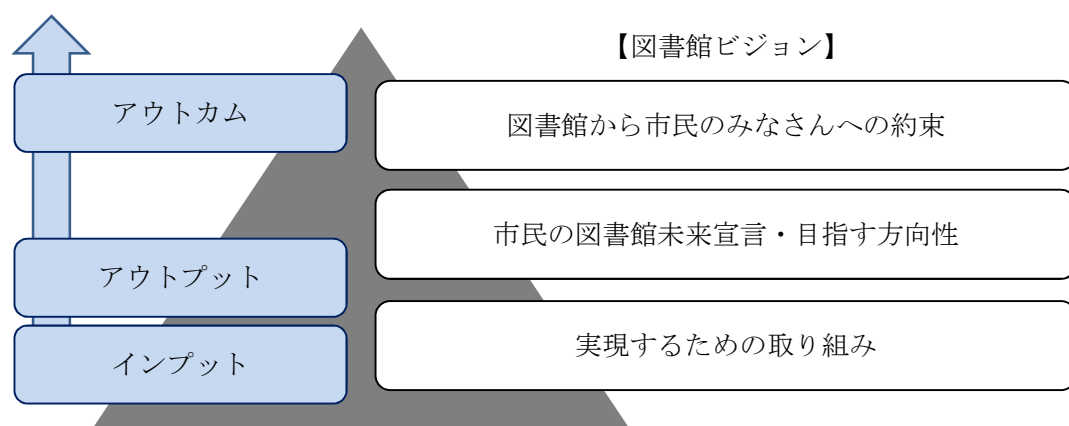 【図書館ビジョン】
アウトカム
図書館から市民のみなさんへの約束
市民の図書館未来宣言・目指す方向性
アウトプット
インプット
実現するための取り組み